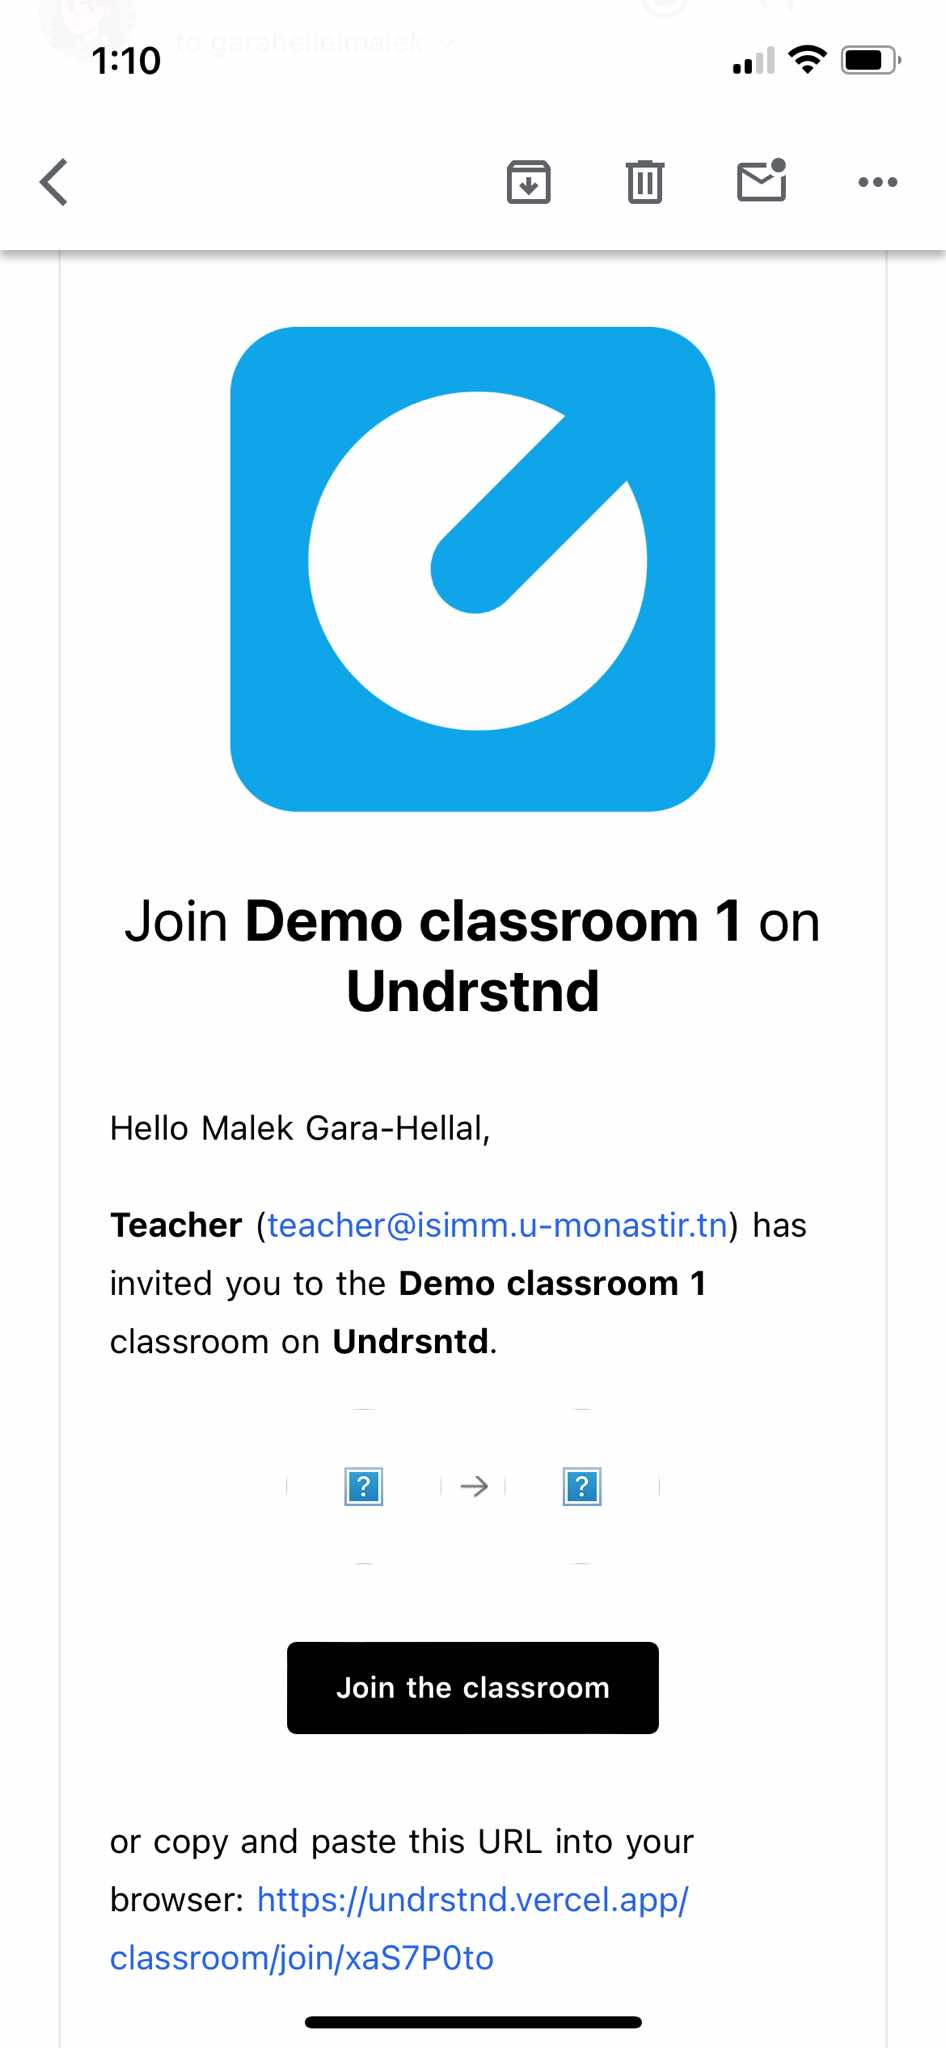 to garahellelmalek
1:10
Join Demo classroom 1 on
Undrstnd
Hello Malek Gara-Hellal,
Teacher (teacher@isimm.u-monastir.tn) has
invited you to the Demo classroom 1
classroom on Undrsntd.
?
?
Join the classroom
or copy and paste this URL into your
browser: https://undrstnd.vercel.app/
classroom/join/xaS7P0to